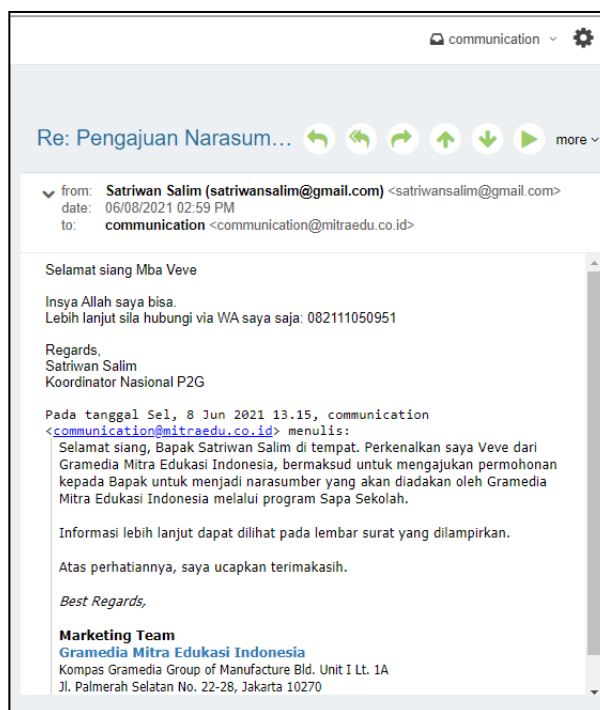 communication
Re: Pengajuan Narasum...
more
from: Satriwan Salim (satriwansalim@gmail.com) <satriwansalim@gmail.com>
date: 06/08/2021 02:59 PM
to: communication <communication@mitraedu.co.id>
Selamat siang Mba Veve
Insya Allah saya bisa.
Lebih lanjut sila hubungi via WA saya saja: 082111050951
Regards,
Satriwan Salim
Koordinator Nasional P2G
Pada tanggal Sel, 8 Jun 2021 13.15, communication
<communication@mitraedu.co.id> menulis:
Selamat siang, Bapak Satriwan Salim di tempat. Perkenalkan saya Veve dari
Gramedia Mitra Edukasi Indonesia, bermaksud untuk mengajukan permohonan
kepada Bapak untuk menjadi narasumber yang akan diadakan oleh Gramedia
Mitra Edukasi Indonesia melalui program Sapa Sekolah.
Informasi lebih lanjut dapat dilihat pada lembar surat yang dilampirkan.
Atas perhatiannya, saya ucapkan terimakasih.
Best Regards,
Marketing Team
Gramedia Mitra Edukasi Indonesia
Kompas Gramedia Group of Manufacture Bld. Unit I Lt. 1A
Jl. Palmerah Selatan No. 22-28, Jakarta 10270